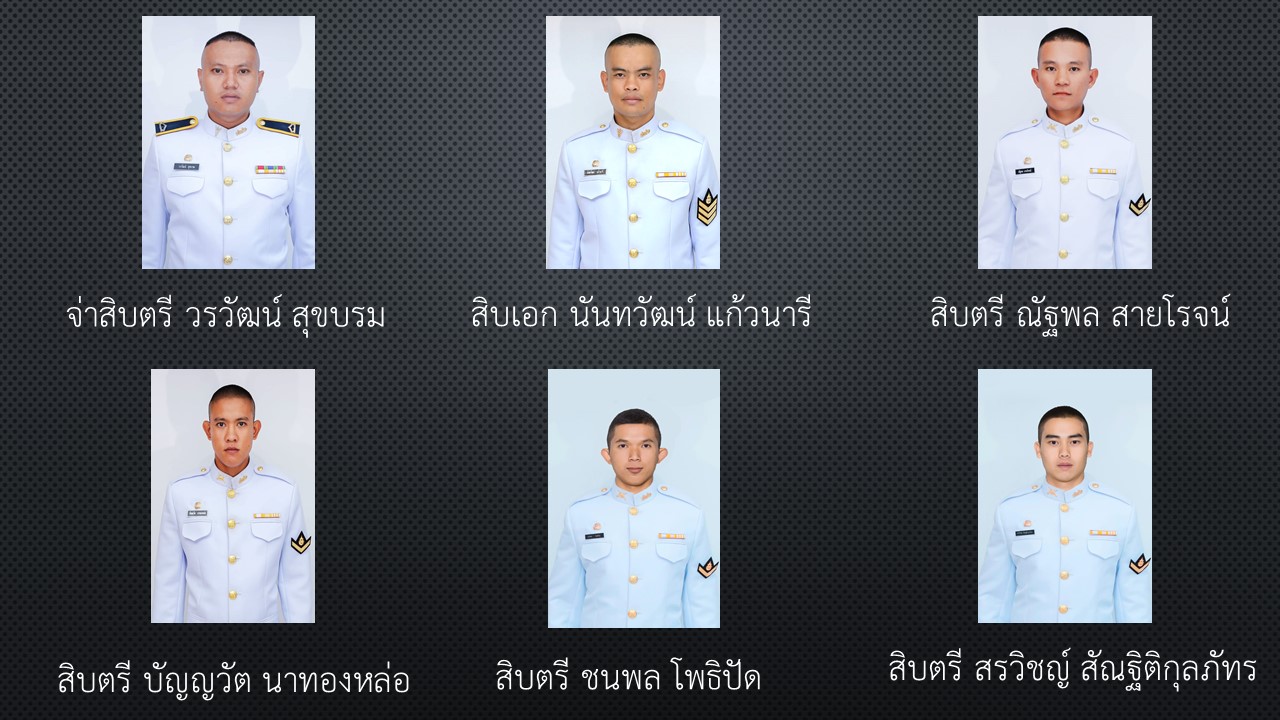 จ่าสิบตรี วรวัฒน์ สุขบรม
สิบเอก นันทวัฒน์ แก้วนารี
สิบตรี ณัฐพล สายโรจน์
สิบตรี บัญญวัต นาทองหล่อ
สิบตรี ชนพล โพธิปัด
สิบตรี สรวิชญ์ สัณฐิติกุลภัทร